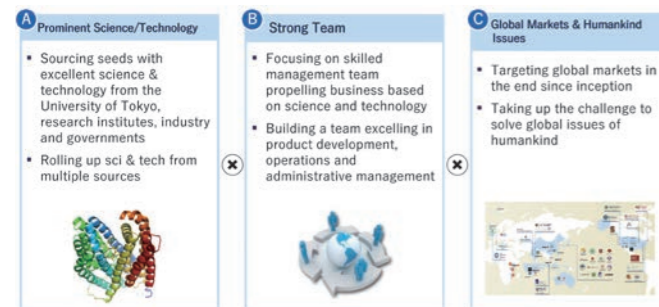 A Prominent Science/Technology
▪ Sourcing seeds with
excellent science &
technology from the
University of Tokyo,
research institutes, industry
and governments
▪ Rolling up sci & tech from
multiple sources
B Strong Team
▪ Focusing on skilled
management team
propelling business based
on science and technology
▪ Building a team excelling in
product development,
operations and
administrative management
C Global Markets & Humankind
Issues
▪ Targeting global markets in
the end since inception
▪ Taking up the challenge to
solve global issues of
humankind